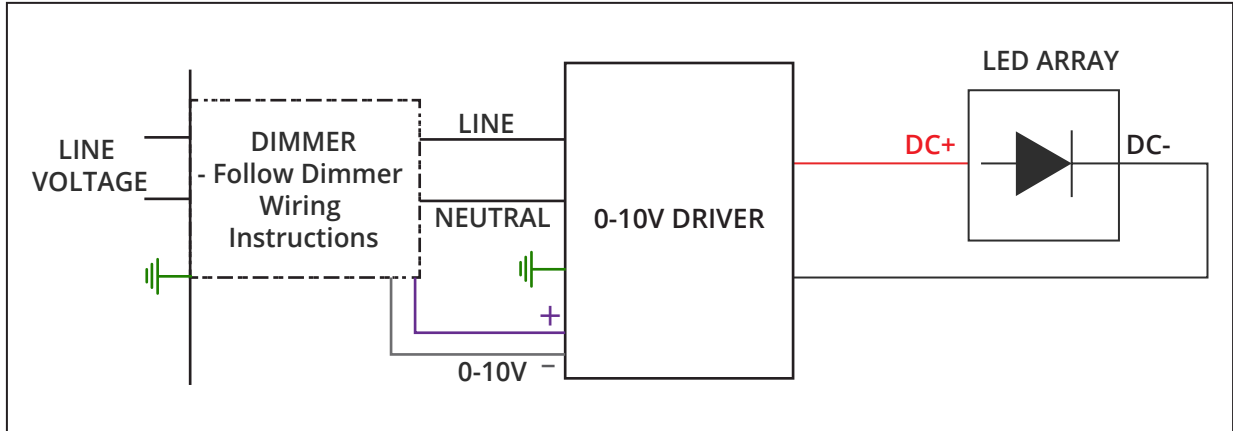 LED ARRAY
LINE
VOLTAGE
DIMMER
- Follow Dimmer
Wiring
Instructions
LINE
NEUTRAL
+
0-10V −
0-10V DRIVER
DC+
DC-